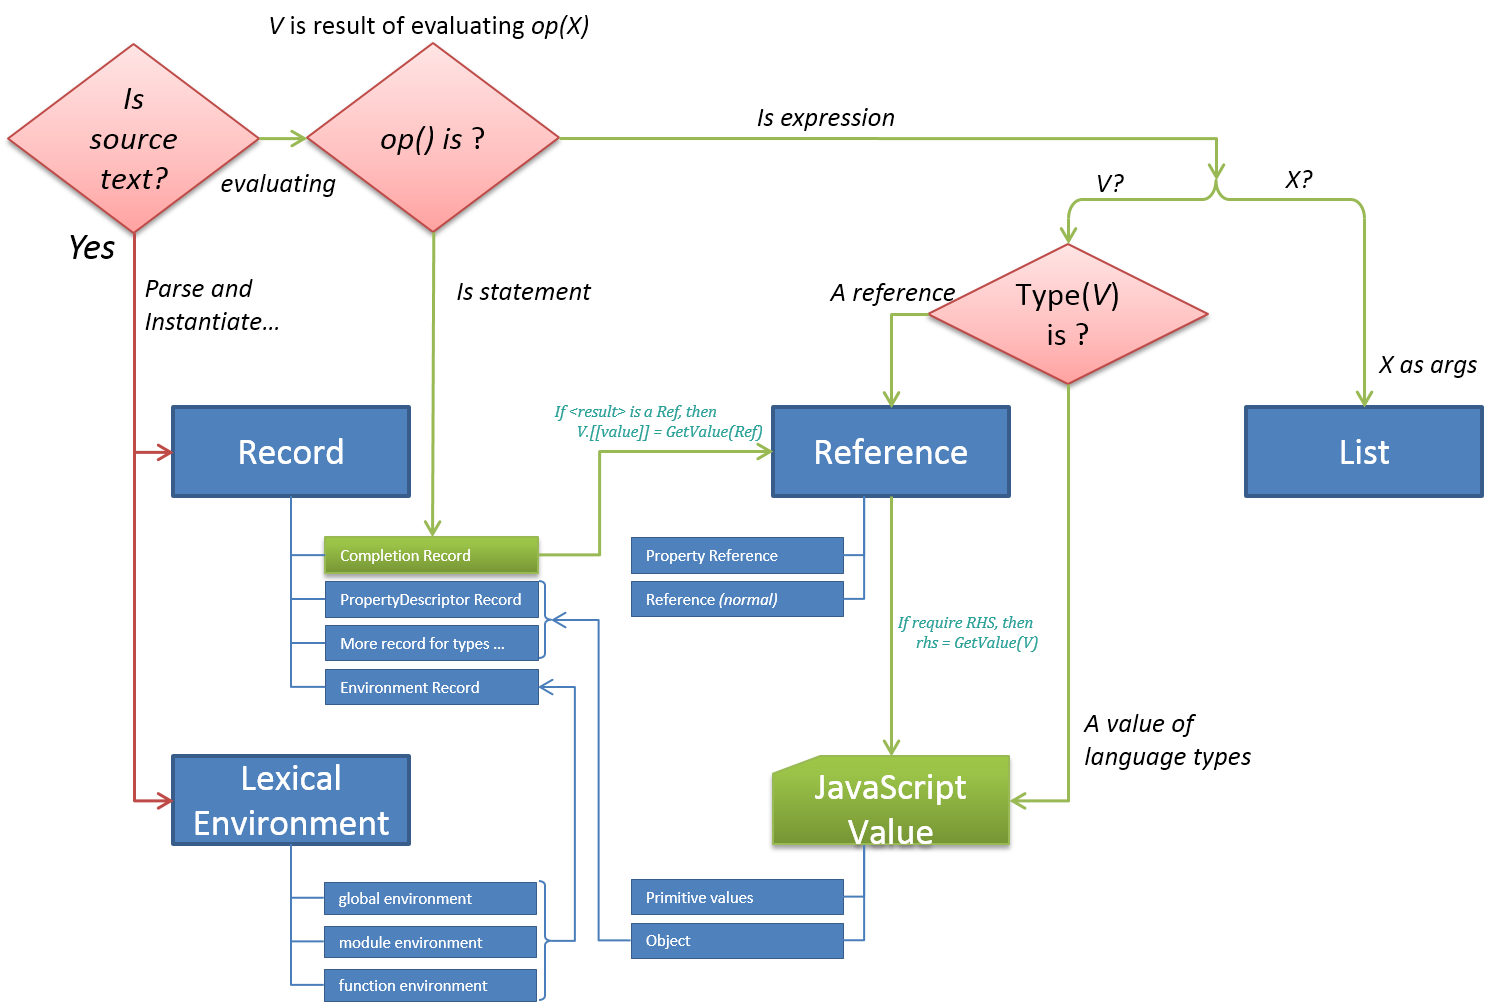 V is result of evaluating op(X)
Is
source
text?
evaluating
op() is ?
Is expression
V?
X?
Yes
Parse and
Instantiate...
Is statement
A reference
Type(V)
is ?
X as args
Record
If <result> is a Ref, then
V.[[value]] = GetValue(Ref)
Reference
List
Completion Record
PropertyDescriptor Record
More record for types ...
Environment Record
Property Reference
Reference (normal)
If require RHS, then
rhs = GetValue(V)
A value of
language types
Lexical
Environment
JavaScript
Value
global environment
module environment
function environment
Primitive values
Object